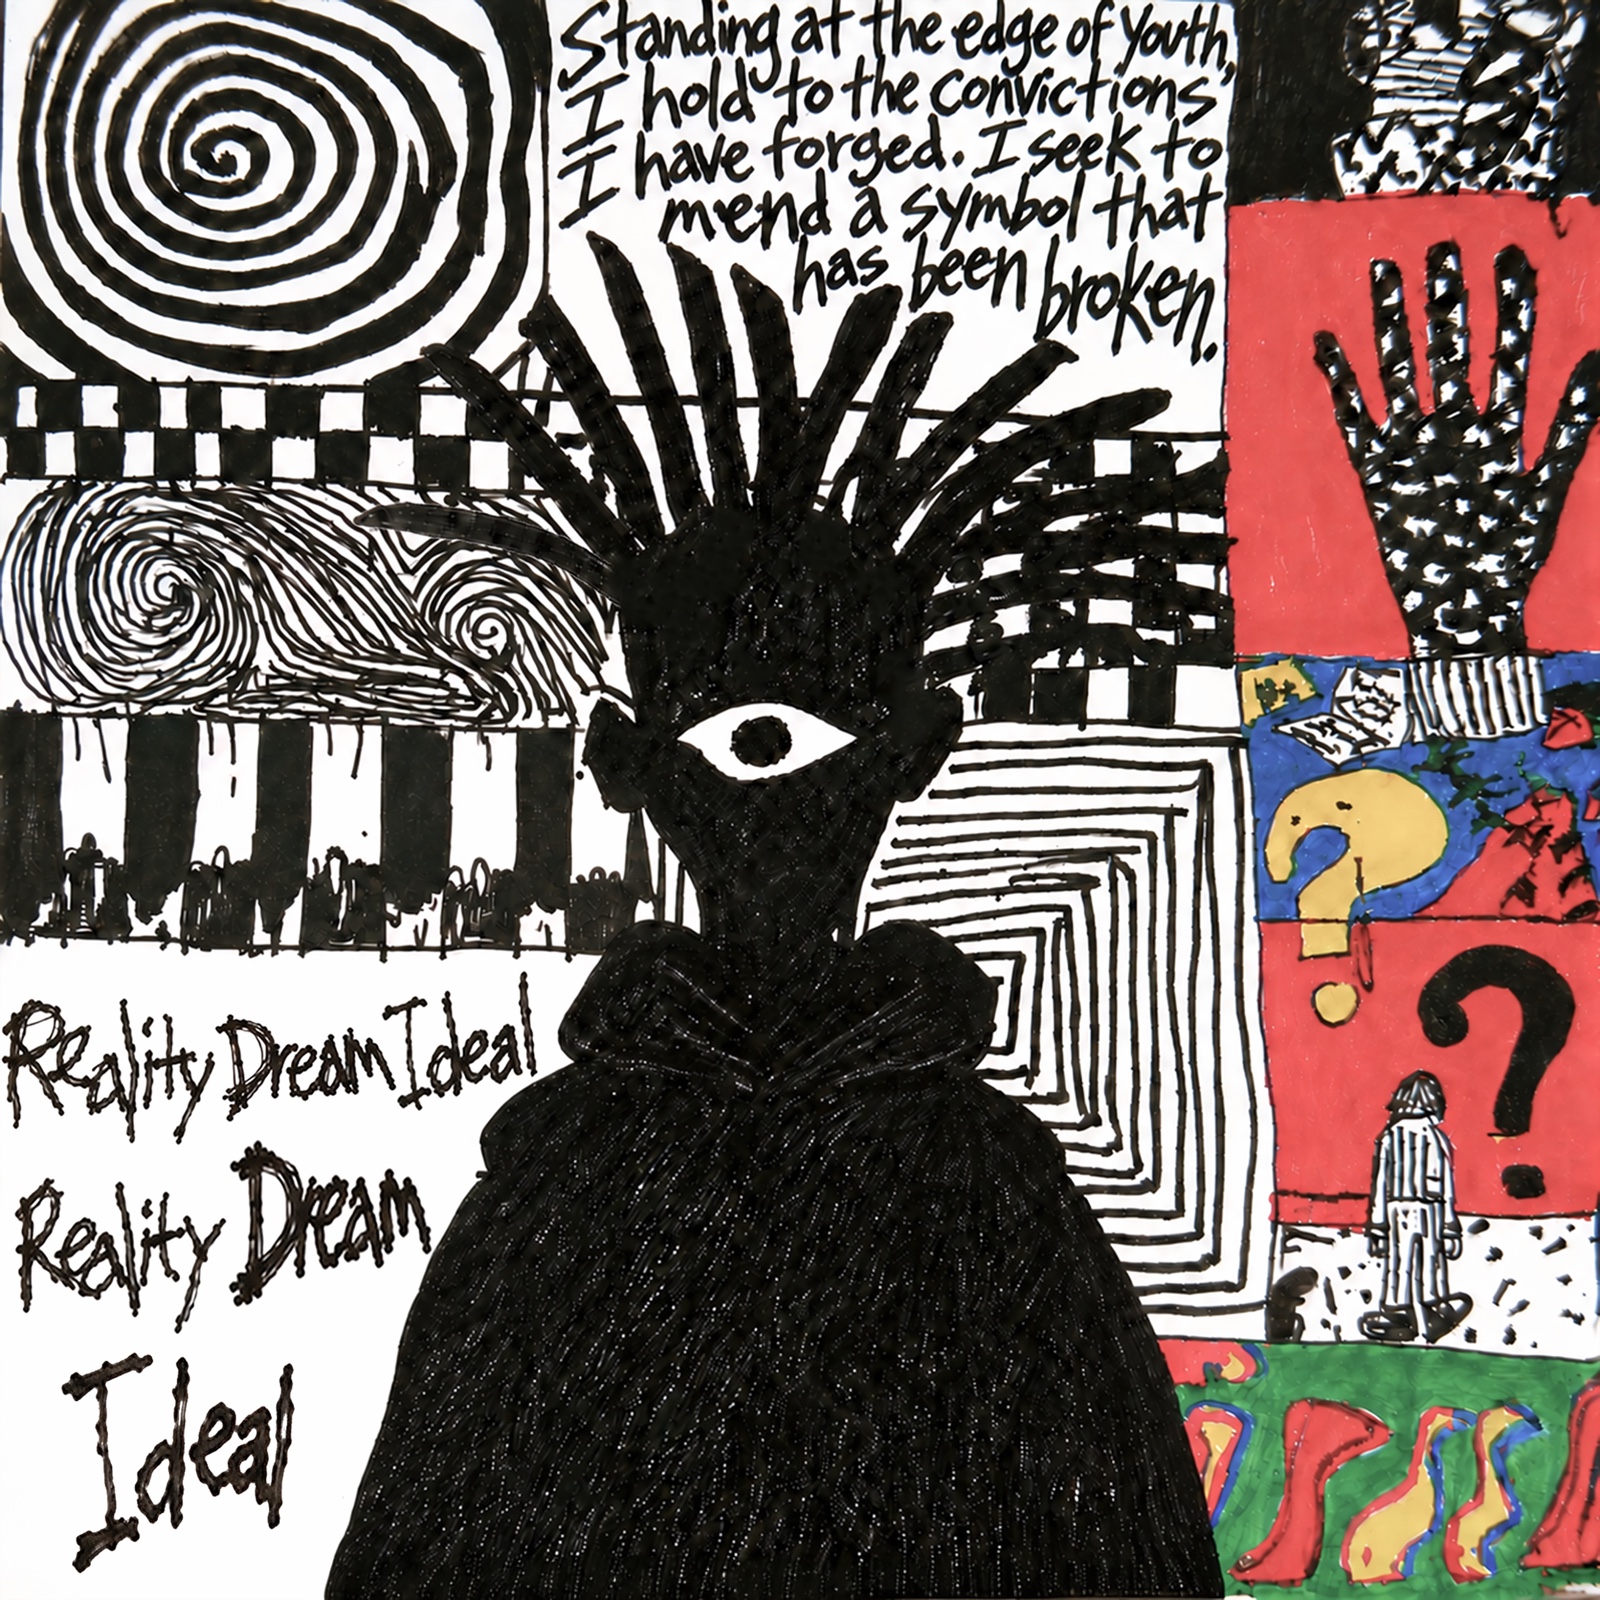 Standing at the edge of youth,
I hold to the convictions
I have forged. I seek to
mend a symbol that
has been broken.
Reality Dream Ideal
Reality Dream
Ideal